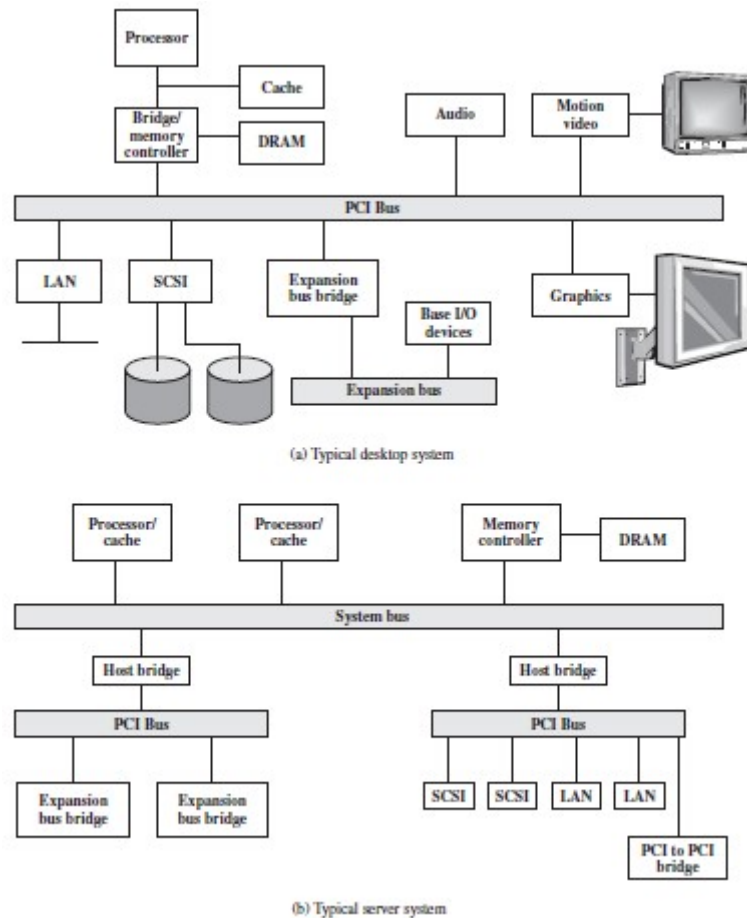 Processor
Cache
Bridge/
memory
controller
DRAM
Audio
Motion
video
PCI Bus
LAN
SCSI
Expansion
bus bridge
Base I/O
devices
Graphics
Expansion bus
(a) Typical desktop system
Processor/
cache
Processor/
cache
Memory
controller
DRAM
System bus
Host bridge
Host bridge
PCI Bus
PCI Bus
Expansion
bus bridge
Expansion
bus bridge
SCSI
SCSI
LAN
LAN
PCI to PCI
bridge
(b) Typical server system